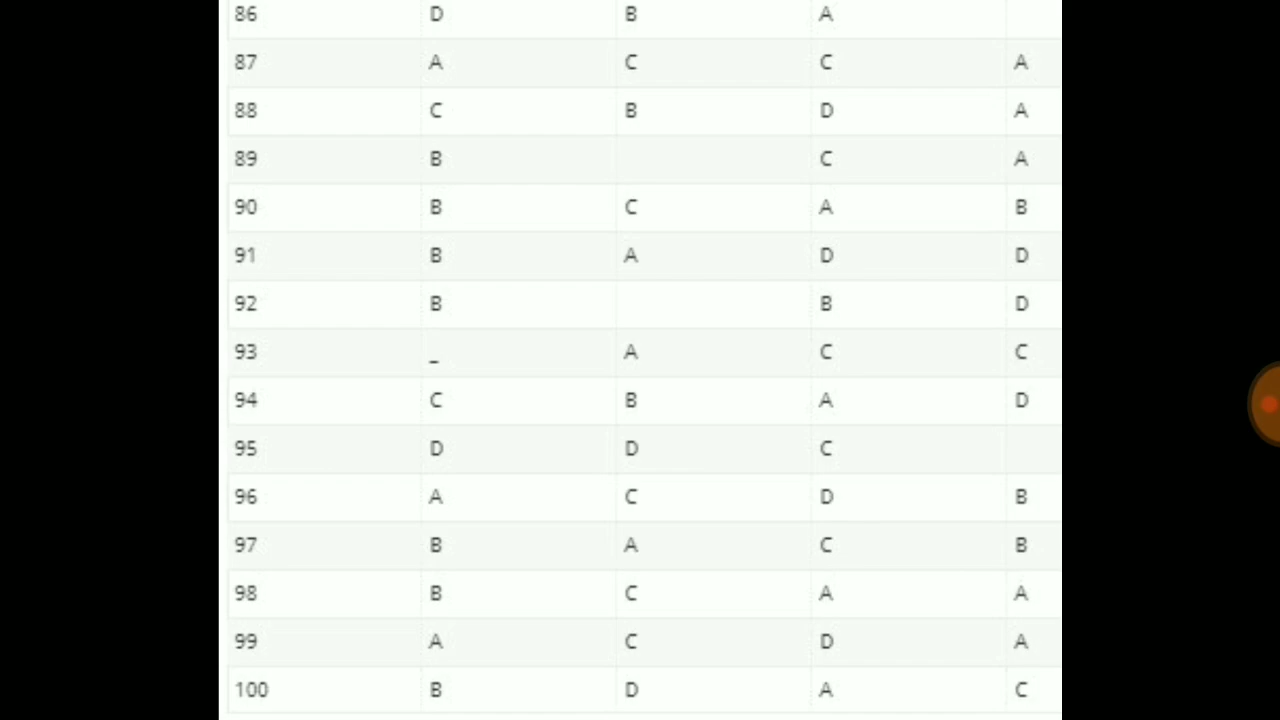 86 D B A
87 A C C A
88 C B D A
89 B C A
90 B C A B
91 B A D D
92 B B D
93 _ A C C
94 C B A D
95 D D C
96 A C D B
97 B A C B
98 B C A A
99 A C D A
100 B D A C